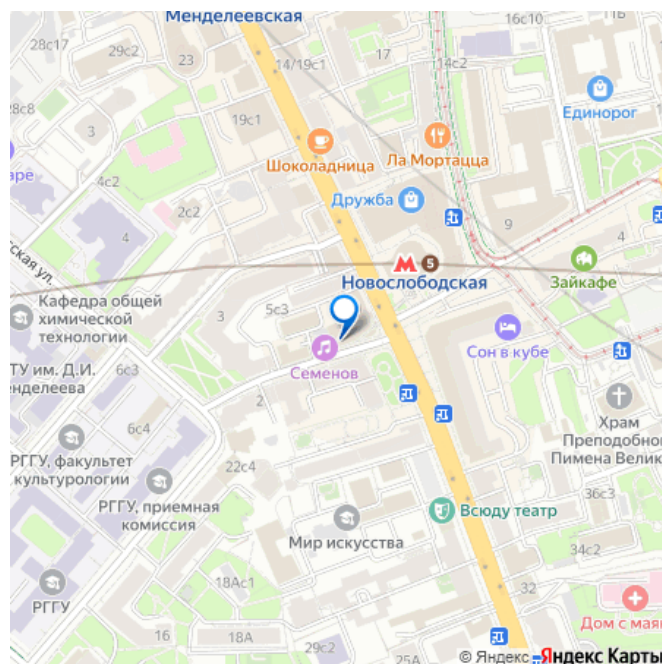 Менделеевская
28с17
29с2
23
14/19с1
17
14с2
16с10
11Б
Единорог
28с8
3
19с1
Шоколадница
Ла Мортацца
4с2
Дружба
2с2
9
4
4
ская ул.
5
Новослободская
Зайкафе
Кафедра общей
химической
технологии
3
5с3
Семенов
Сон в кубе
ТУ им. Д.И.
енделеева
6с3
2
6с4
Храм
Преподобно
Пимена Велик
РГГУ, факультет
культурологии
22с4
РГГУ, приемная
комиссия
36с3
Всюду театр
Мир искусства
34с2
РГГУ
18Ас1
32
Дом с мая
16
18А
29с2
25А
© Яндекс
Яндекс Карты